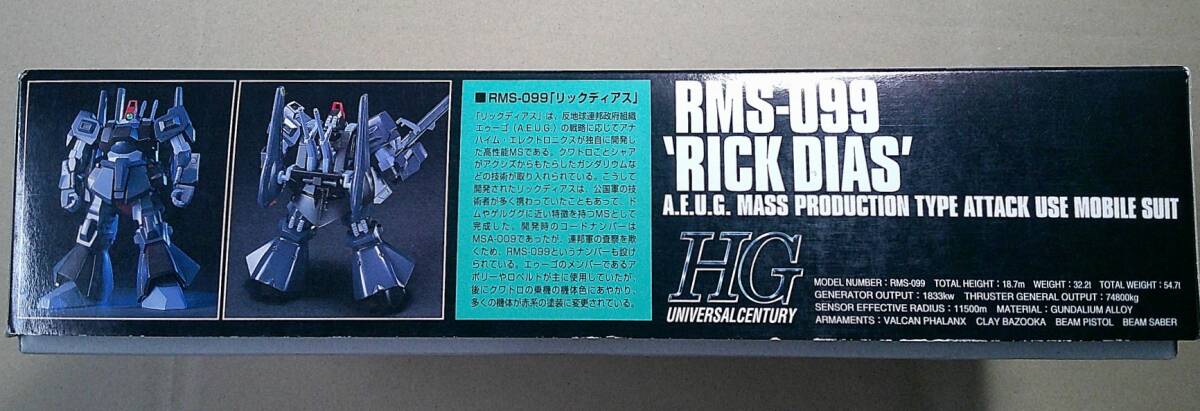 ■RMS-099「リックディアス」
「リックディアス」は、反地球連邦政府組織
エゥーゴ(A.E.U.G.)の戦略に応じてアナ
ハイム・エレクトロニクスが独自に開発し
た高性能MSである。クワトロことシャア
がアクシズからもたらしたガンダリウムな
どの技術が取り入れられている。こうして
開発されたリックディアスは、公国軍の技
術者が多く携わっていたこともあって、ド
ムやゲルググに近い特徴を持つMSとして
完成した。開発時のコードナンバーは
MSA-009であったが、連邦軍の査察を欺
くため、RMS-099というナンバーも設け
られている。エゥーゴのメンバーである
アポリーやロベルトが主に使用していたが、
後にクワトロの乗機の機体色にあやかり、
多くの機体が赤系の塗装に変更されている。
RMS-099
'RICK DIAS'
A.E.U.G. MASS PRODUCTION TYPE ATTACK USE MOBILE SUIT
HG
UNIVERSAL CENTURY
MODEL NUMBER : RMS-099 TOTAL HEIGHT : 18.7m WEIGHT : 32.2t TOTAL WEIGHT : 54.7t
GENERATOR OUTPUT : 1833kw THRUSTER GENERAL OUTPUT : 74800kg
SENSOR EFFECTIVE RADIUS : 11500m MATERIAL : GUNDALIUM ALLOY
ARMAMENTS : VALCAN PHALANX CLAY BAZOOKA BEAM PISTOL BEAM SABER